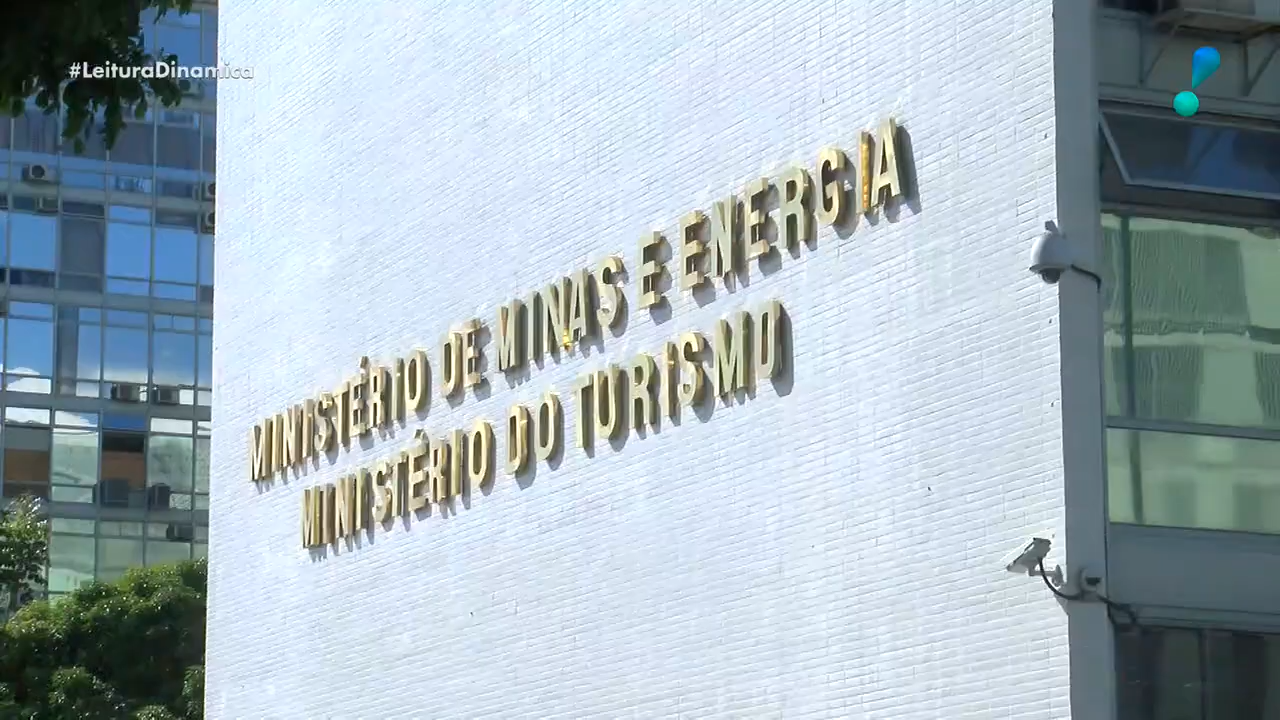 #LeituraDinamica
MINISTÉRIO DE MINAS E ENERGIA
MINISTÉRIO DO TURISMO